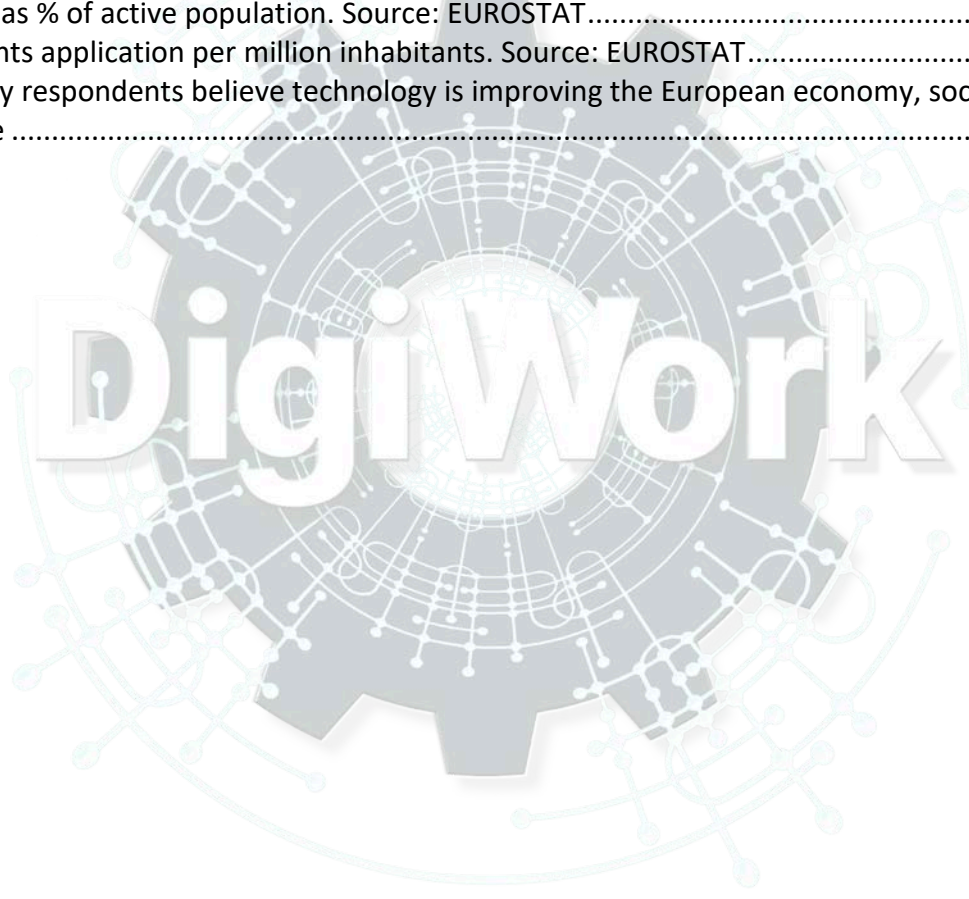 as % of active population. Source: EUROSTAT..........................................
nts application per million inhabitants. Source: EUROSTAT............................
y respondents believe technology is improving the European economy, soc
e ..................................................................................................................
DigiWork